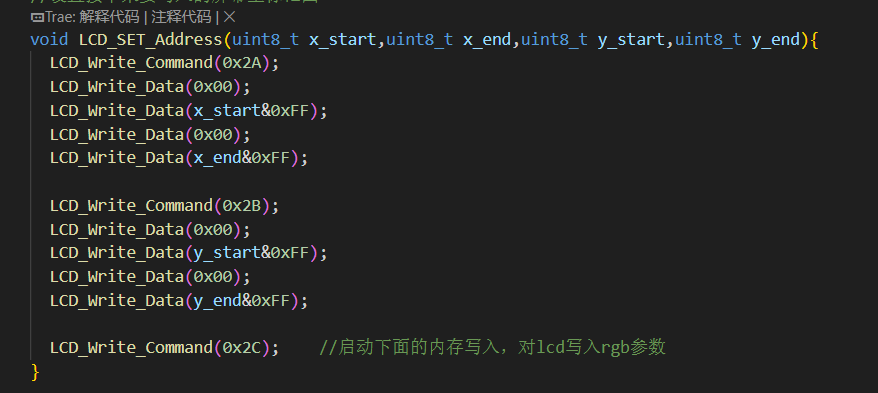 Trae: 解释代码 | 注释代码 | ×
void LCD_SET_Address(uint8_t x_start,uint8_t x_end,uint8_t y_start,uint8_t y_end){
LCD_Write_Command(0x2A);
LCD_Write_Data(0x00);
LCD_Write_Data(x_start&0xFF);
LCD_Write_Data(0x00);
LCD_Write_Data(x_end&0xFF);
LCD_Write_Command(0x2B);
LCD_Write_Data(0x00);
LCD_Write_Data(y_start&0xFF);
LCD_Write_Data(0x00);
LCD_Write_Data(y_end&0xFF);
LCD_Write_Command(0x2C);    //启动下面的内存写入，对lcd写入rgb参数
}